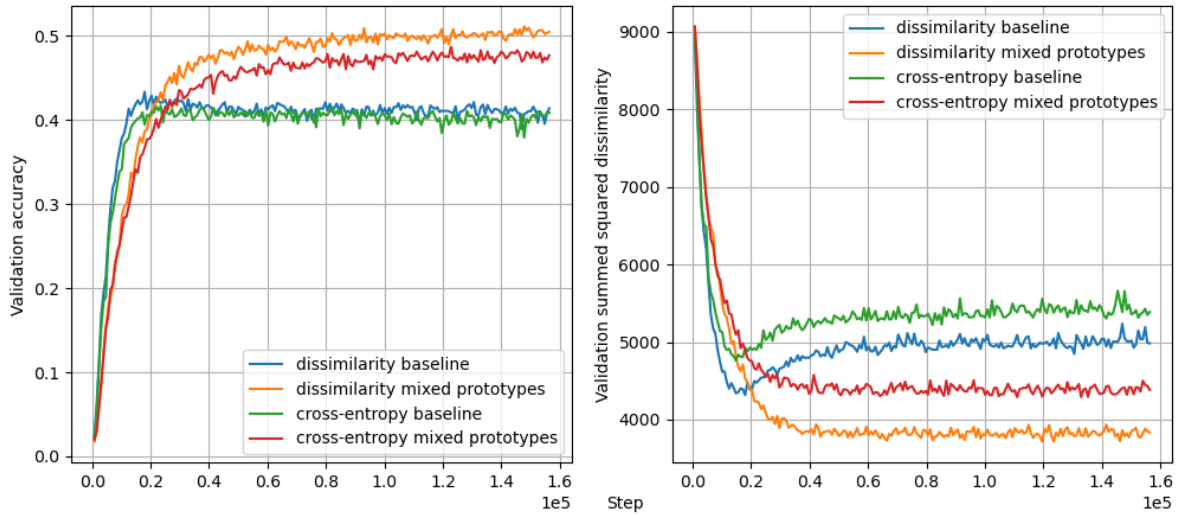 Validation accuracy
0.5
0.4
0.3
0.2
0.1
0.0
dissimilarity baseline
dissimilarity mixed prototypes
cross-entropy baseline
cross-entropy mixed prototypes
0.0 0.2 0.4 0.6 0.8 1.0 1.2 1.4 1.6
1e5
Validation summed squared dissimilarity
9000
8000
7000
6000
5000
4000
dissimilarity baseline
dissimilarity mixed prototypes
cross-entropy baseline
cross-entropy mixed prototypes
0.0 0.2 0.4 0.6 0.8 1.0 1.2 1.4 1.6
1e5
Step